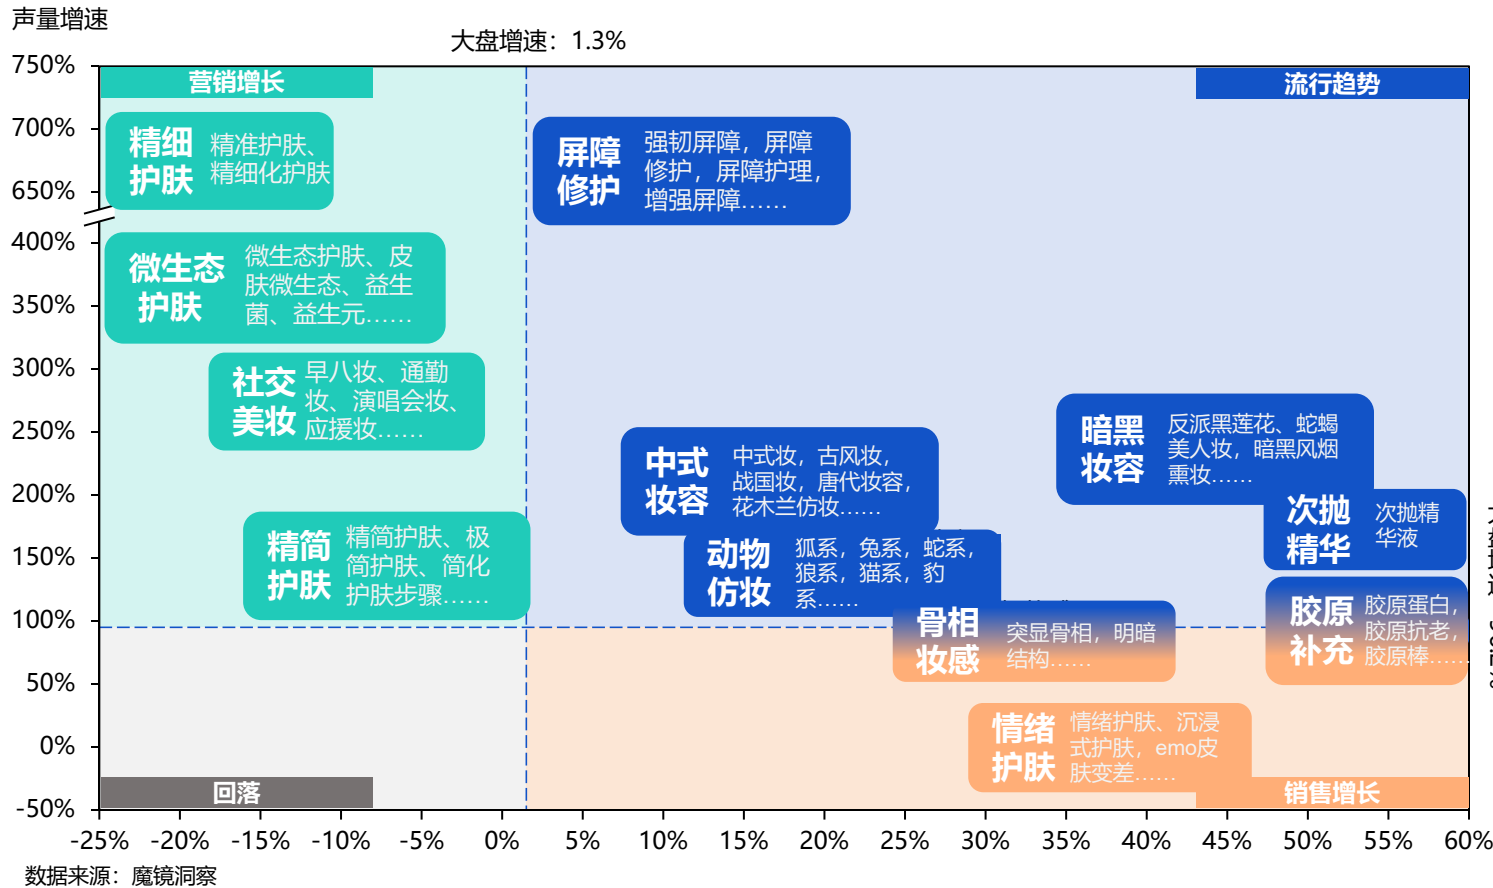 声量增速
大盘增速：1.3%
750%
700%
650%
400%
350%
300%
250%
200%
150%
100%
50%
0%
-50%
营销增长
流行趋势
精细
护肤
精准护肤、
精细化护肤
屏障
修护
强韧屏障，屏障
修护，屏障护理，
增强屏障……
微生态
护肤
微生态护肤、皮
肤微生态、益生
菌、益生元……
社交
美妆
早八妆、通勤
妆、演唱会妆、
应援妆……
中式
妆容
中式妆，古风妆，
战国妆，唐代妆容，
花木兰仿妆……
暗黑
妆容
反派黑莲花、蛇蝎
美人妆，暗黑风烟
熏妆……
次抛
精华
次抛精
华液
精简
护肤
精简护肤、极
简护肤、简化
护肤步骤……
动物
仿妆
狐系，兔系，蛇系，
狼系，猫系，豹
系……
骨相
妆感
突显骨相，明暗
结构……
胶原
补充
胶原蛋白，
胶原抗老，
胶原棒……
情绪
护肤
情绪护肤、沉浸
式护肤，emo皮
肤变差……
回落
销售增长
-25%
-20%
-15%
-10%
-5%
0%
5%
10%
15%
20%
25%
30%
35%
40%
45%
50%
55%
60%
数据来源：魔镜洞察